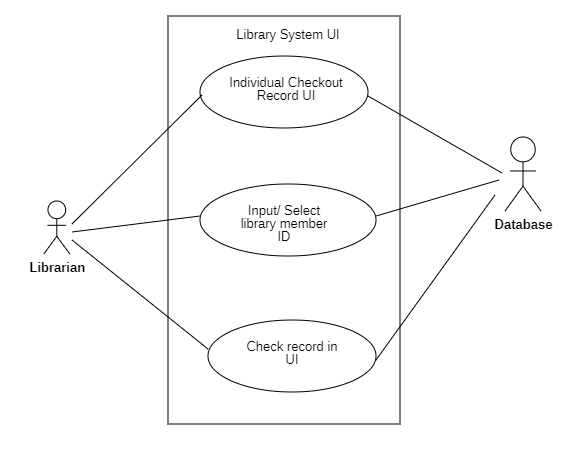 Library System UI
Individual Checkout
Record UI
Input/ Select
library member
ID
Librarian
Database
Check record in
UI